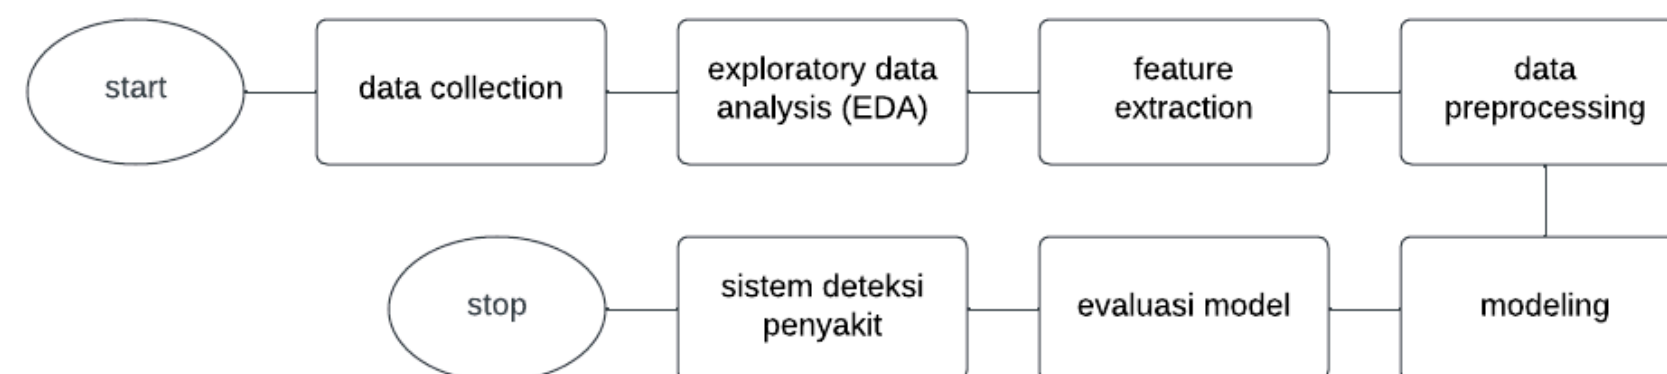 start
data collection
exploratory data
analysis (EDA)
feature
extraction
data
preprocessing
stop
sistem deteksi
penyakit
evaluasi model
modeling